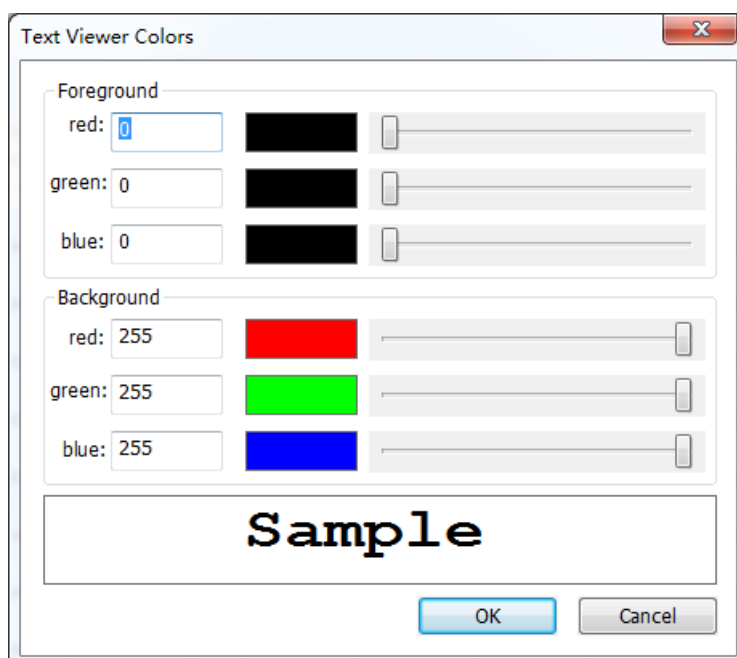 Text Viewer Colors
Foreground
red: 0
green: 0
blue: 0
Background
red: 255
green: 255
blue: 255
Sample
OK Cancel